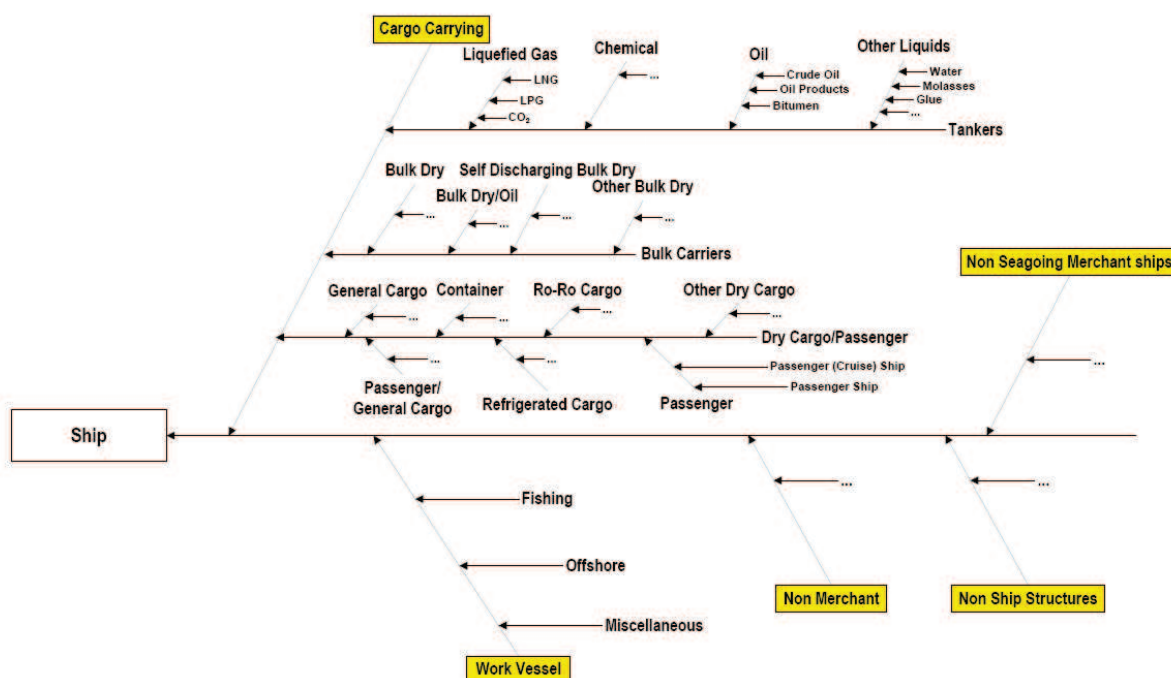 Cargo Carrying
Liquefied Gas
LNG
LPG
CO₂
Chemical
...
Oil
Crude Oil
Oil Products
Bitumen
Other Liquids
Water
Molasses
Glue
...
Tankers
Bulk Dry
...
Bulk Dry/Oil
...
Self Discharging Bulk Dry
...
Other Bulk Dry
...
Bulk Carriers
General Cargo
...
Container
...
Ro-Ro Cargo
...
Other Dry Cargo
...
Dry Cargo/Passenger
...
Passenger/
General Cargo
...
Refrigerated Cargo
Passenger (Cruise) Ship
Passenger Ship
Passenger
Non Seagoing Merchant ships
...
Ship
Fishing
Offshore
Miscellaneous
Work Vessel
...
Non Merchant
...
Non Ship Structures